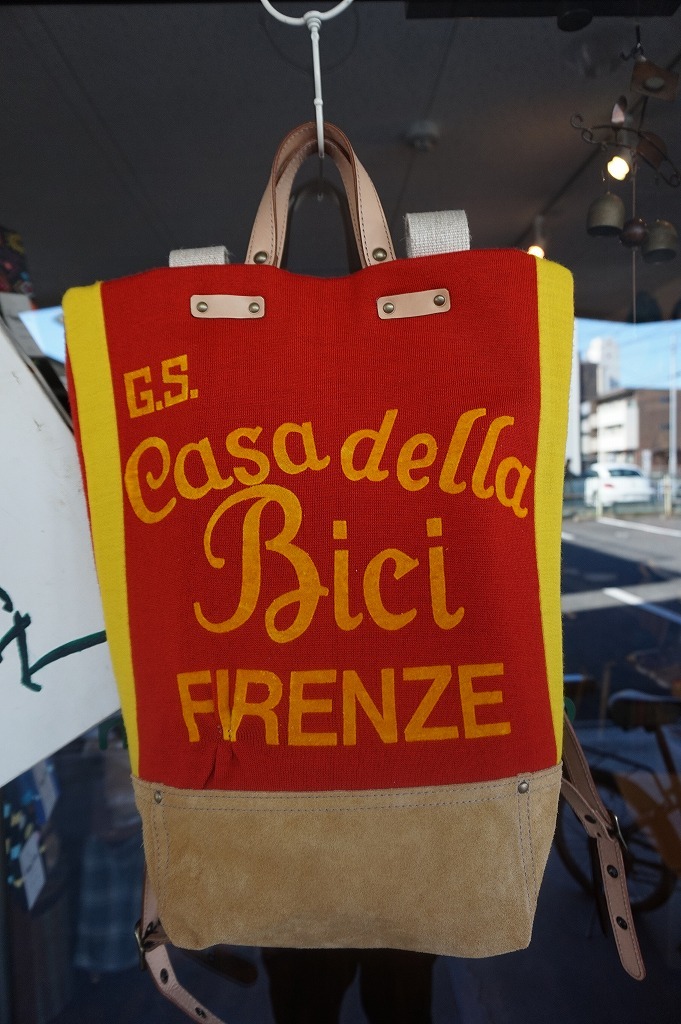 G.S.
Casa della
Bici
FIRENZE